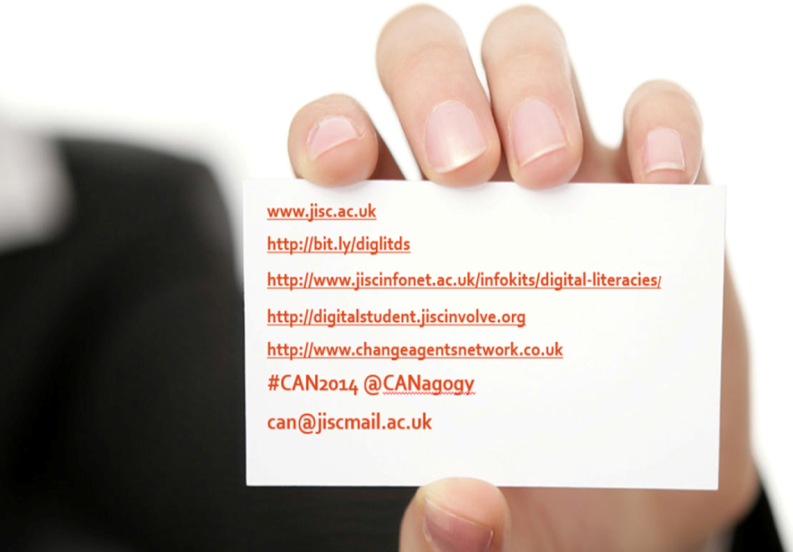 www.jisc.ac.uk
http://bit.ly/diglitds
http://www.jiscinfonet.ac.uk/infokits/digital-literacies/
http://digitalstudent.jiscinvolve.org
http://www.changeagentsnetwork.co.uk
#CAN2014 @CANagogy
can@jiscmail.ac.uk